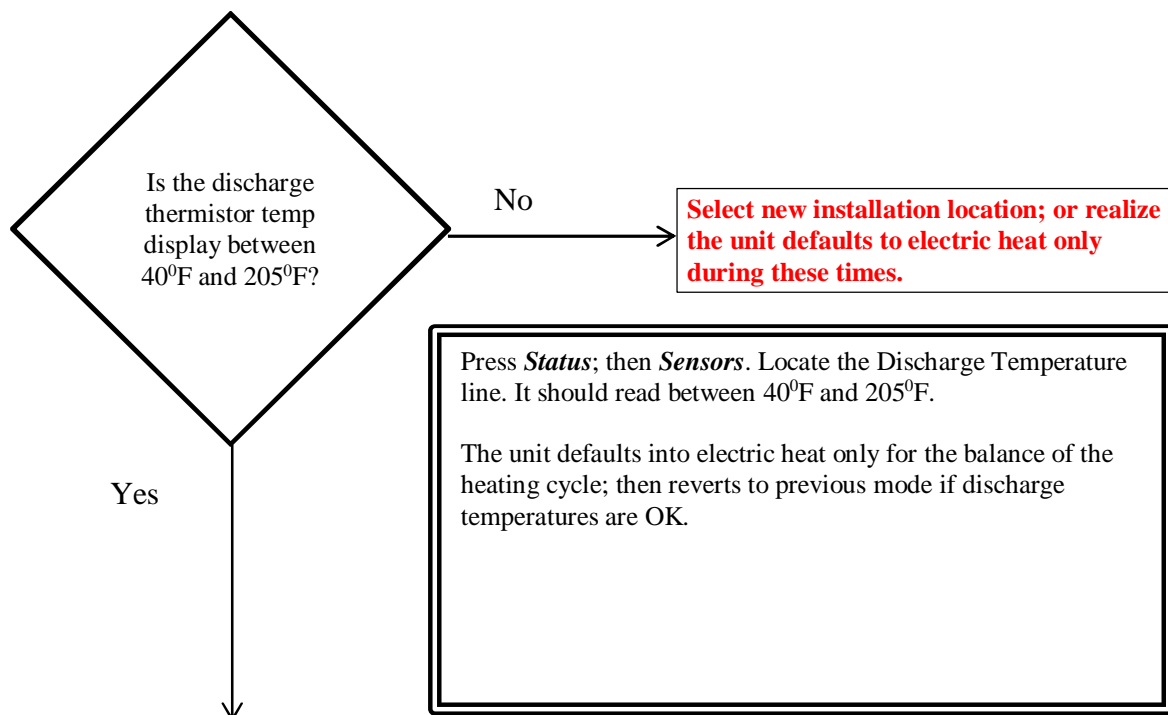 Is the discharge
thermistor temp
display between
40⁰F and 205⁰F?
No
Select new installation location; or realize
the unit defaults to electric heat only
during these times.
Press Status; then Sensors. Locate the Discharge Temperature
line. It should read between 40⁰F and 205⁰F.
The unit defaults into electric heat only for the balance of the
heating cycle; then reverts to previous mode if discharge
temperatures are OK.
Yes